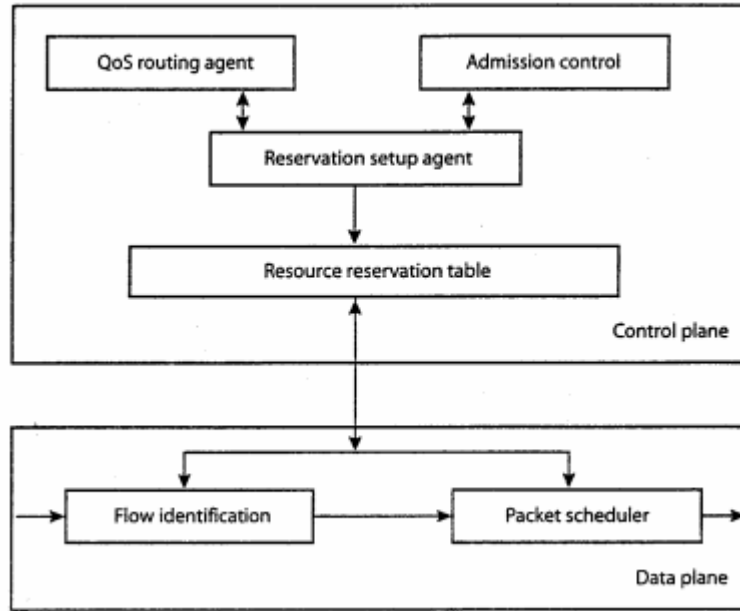 QoS routing agent
Admission control
Reservation setup agent
Resource reservation table
Control plane
Flow identification
Packet scheduler
Data plane